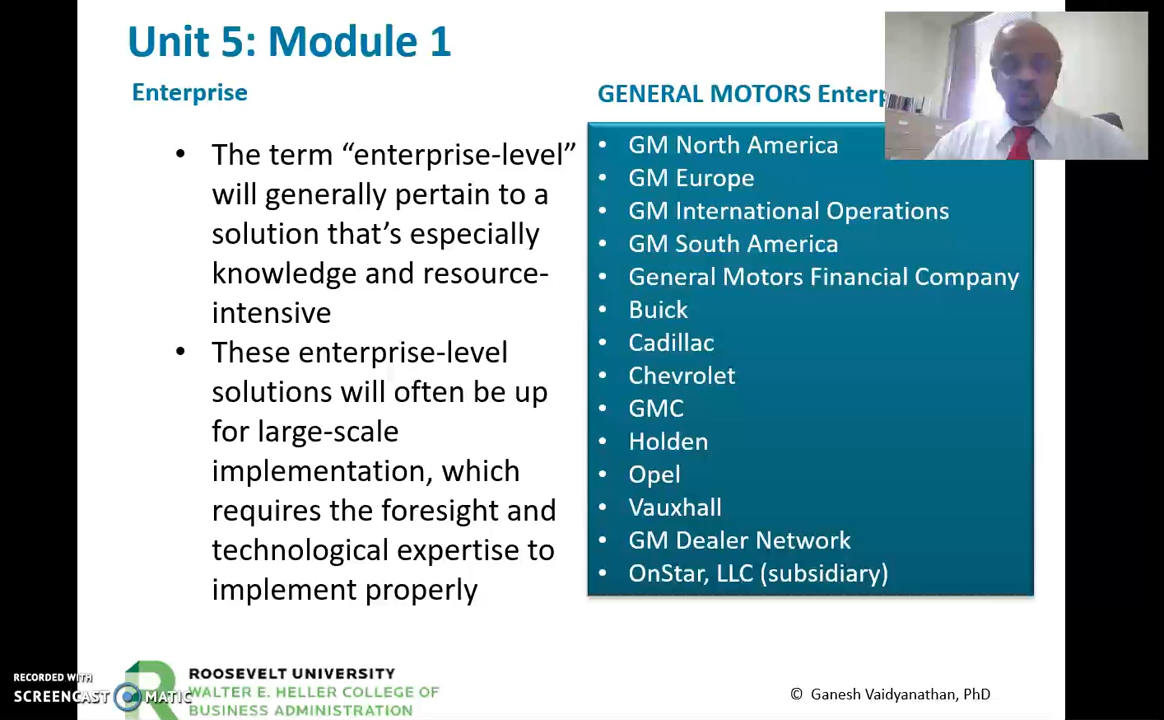 Unit 5: Module 1
Enterprise
• The term “enterprise-level”
will generally pertain to a
solution that’s especially
knowledge and resource-
intensive
• These enterprise-level
solutions will often be up
for large-scale
implementation, which
requires the foresight and
technological expertise to
implement properly
GENERAL MOTORS Enterp
• GM North America
• GM Europe
• GM International Operations
• GM South America
• General Motors Financial Company
• Buick
• Cadillac
• Chevrolet
• GMC
• Holden
• Opel
• Vauxhall
• GM Dealer Network
• OnStar, LLC (subsidiary)
RECORDED WITH
SCREENCAST MATIC
ROOSEVELT UNIVERSITY
WALTER E. HELLER COLLEGE OF
BUSINESS ADMINISTRATION
© Ganesh Vaidyanathan, PhD